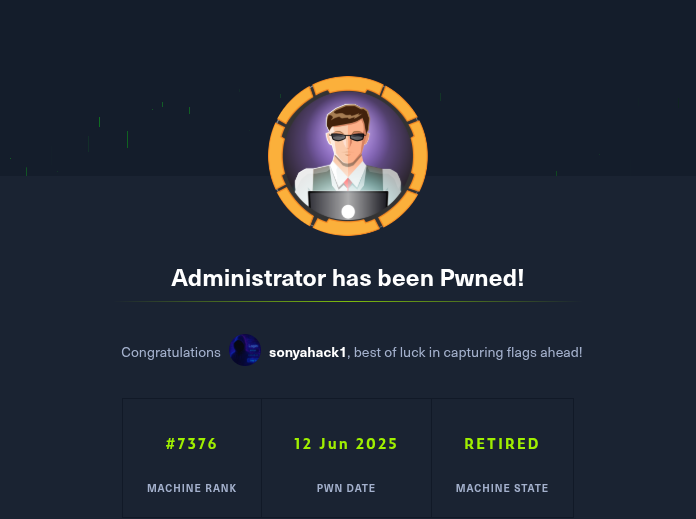 Administrator has been Pwned!
Congratulations sonyahack1, best of luck in capturing flags ahead!
#7376 12 Jun 2025 RETIRED
MACHINE RANK PWN DATE MACHINE STATE